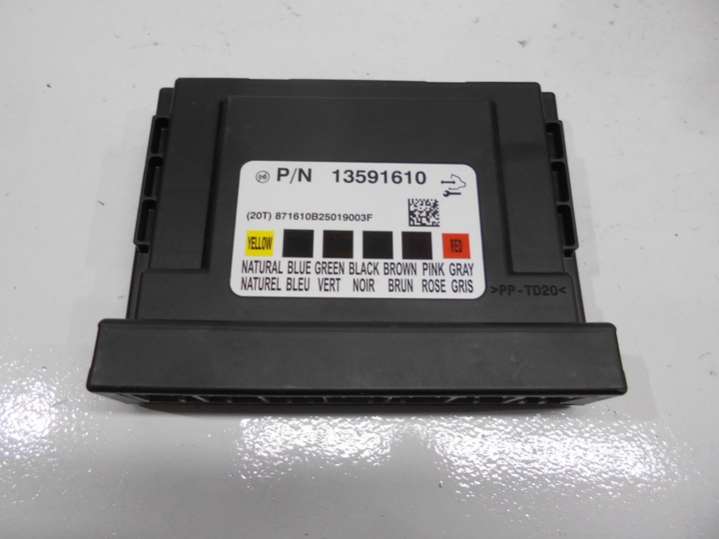 P/N 13591610
(20T) 871610B25019003F
YELLOW RED
NATURAL BLUE GREEN BLACK BROWN PINK GRAY
NATUREL BLEU VERT NOIR BRUN ROSE GRIS
>PP-TD20<